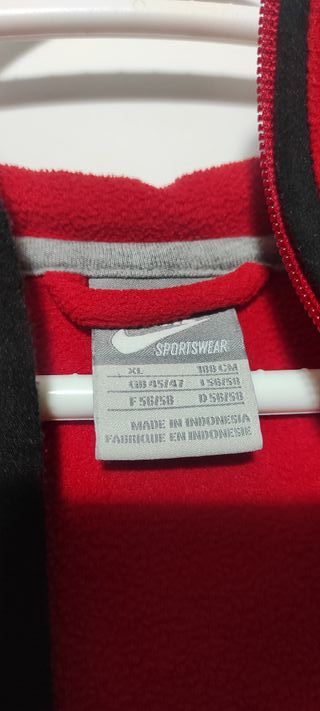 SPORTSWEAR
XL 188 CM
GB 45/47 I 56/58
F 56/58 D 56/58
MADE IN INDONESIA
FABRIQUE EN INDONESIE